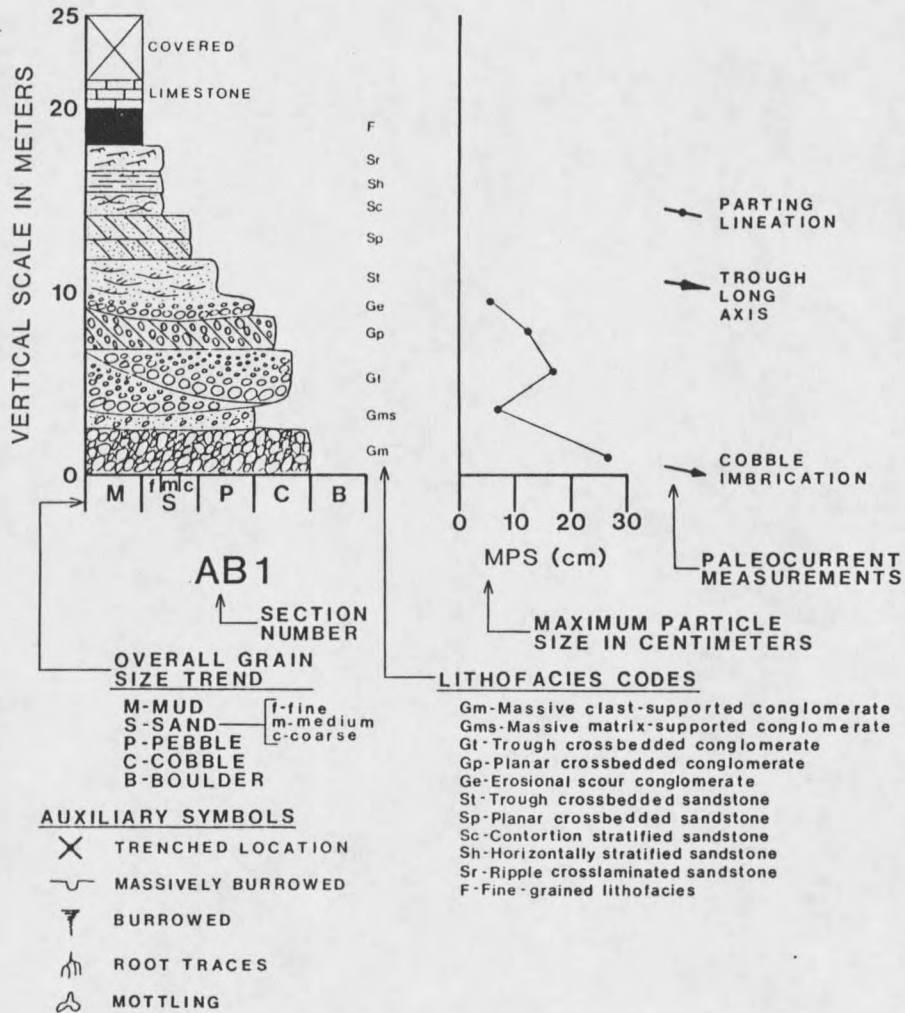 25
COVERED
LIMESTONE
20
F
Sr
Sh
Sc
Sp
St
10
Ge
Gp
Gt
Gms
Gm
0
VERTICAL SCALE IN METERS
M f m c S P C B
PARTING
LINEATION
TROUGH
LONG
AXIS
COBBLE
IMBRICATION
0 10 20 30
MPS (cm)
PALEOCURRENT
MEASUREMENTS
AB1
SECTION
NUMBER
MAXIMUM PARTICLE
SIZE IN CENTIMETERS
OVERALL GRAIN
SIZE TREND
M-MUD
S-SAND
P-PEBBLE
C-COBBLE
B-BOULDER
f-fine
m-medium
c-coarse
LITHOFACIES CODES
Gm-Massive clast-supported conglomerate
Gms-Massive matrix-supported conglomerate
Gt-Trough crossbedded conglomerate
Gp-Planar crossbedded conglomerate
Ge-Erosional scour conglomerate
St-Trough crossbedded sandstone
Sp-Planar crossbedded sandstone
Sc-Contortion stratified sandstone
Sh-Horizontally stratified sandstone
Sr-Ripple crosslaminated sandstone
F-Fine-grained lithofacies
AUXILIARY SYMBOLS
TRENCHED LOCATION
MASSIVELY BURROWED
BURROWED
ROOT TRACES
MOTTLING